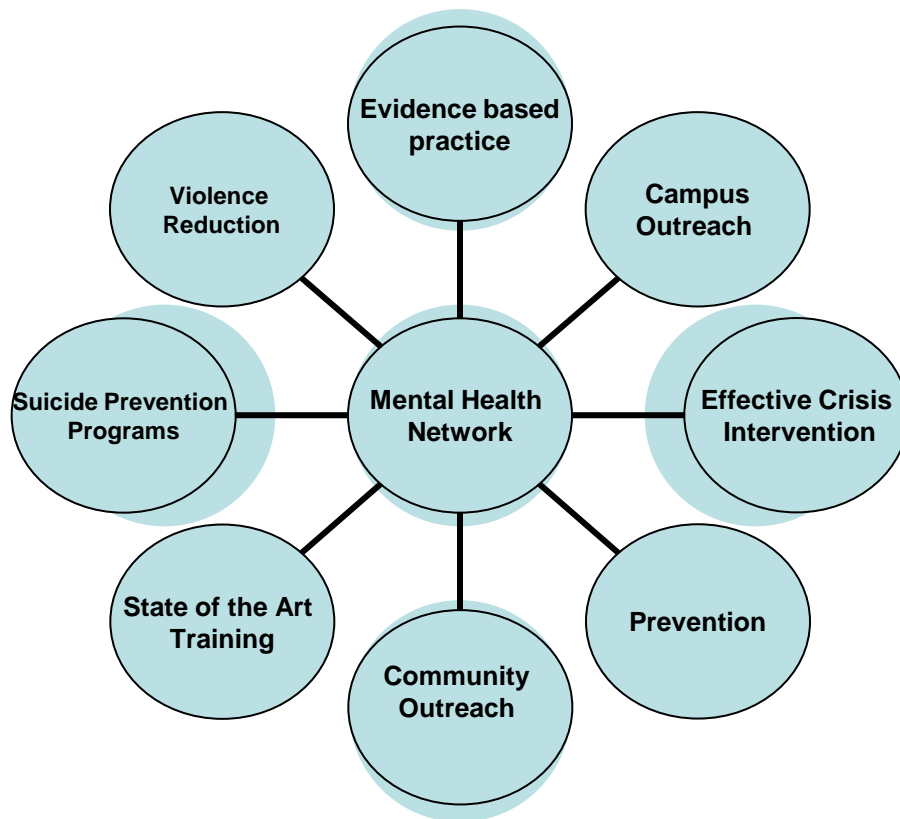 Evidence based
practice
Campus
Outreach
Violence
Reduction
Mental Health
Network
Effective Crisis
Intervention
Suicide Prevention
Programs
State of the Art
Training
Prevention
Community
Outreach